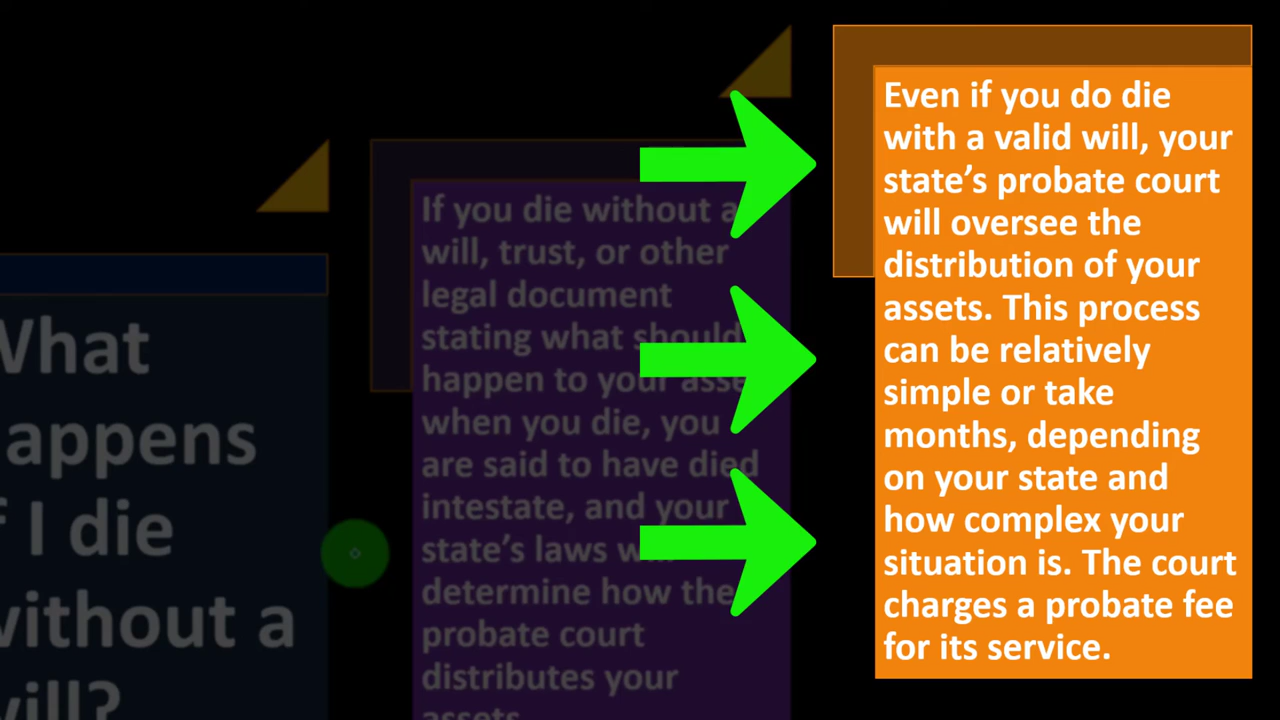 What
happens
if I die
without a
will?
If you die without a
will, trust, or other
legal document
stating what should
happen to your asse
when you die, you
are said to have died
intestate, and your
state's laws will
determine how the
probate court
distributes your
assets.
Even if you do die
with a valid will, your
state's probate court
will oversee the
distribution of your
assets. This process
can be relatively
simple or take
months, depending
on your state and
how complex your
situation is. The court
charges a probate fee
for its service.